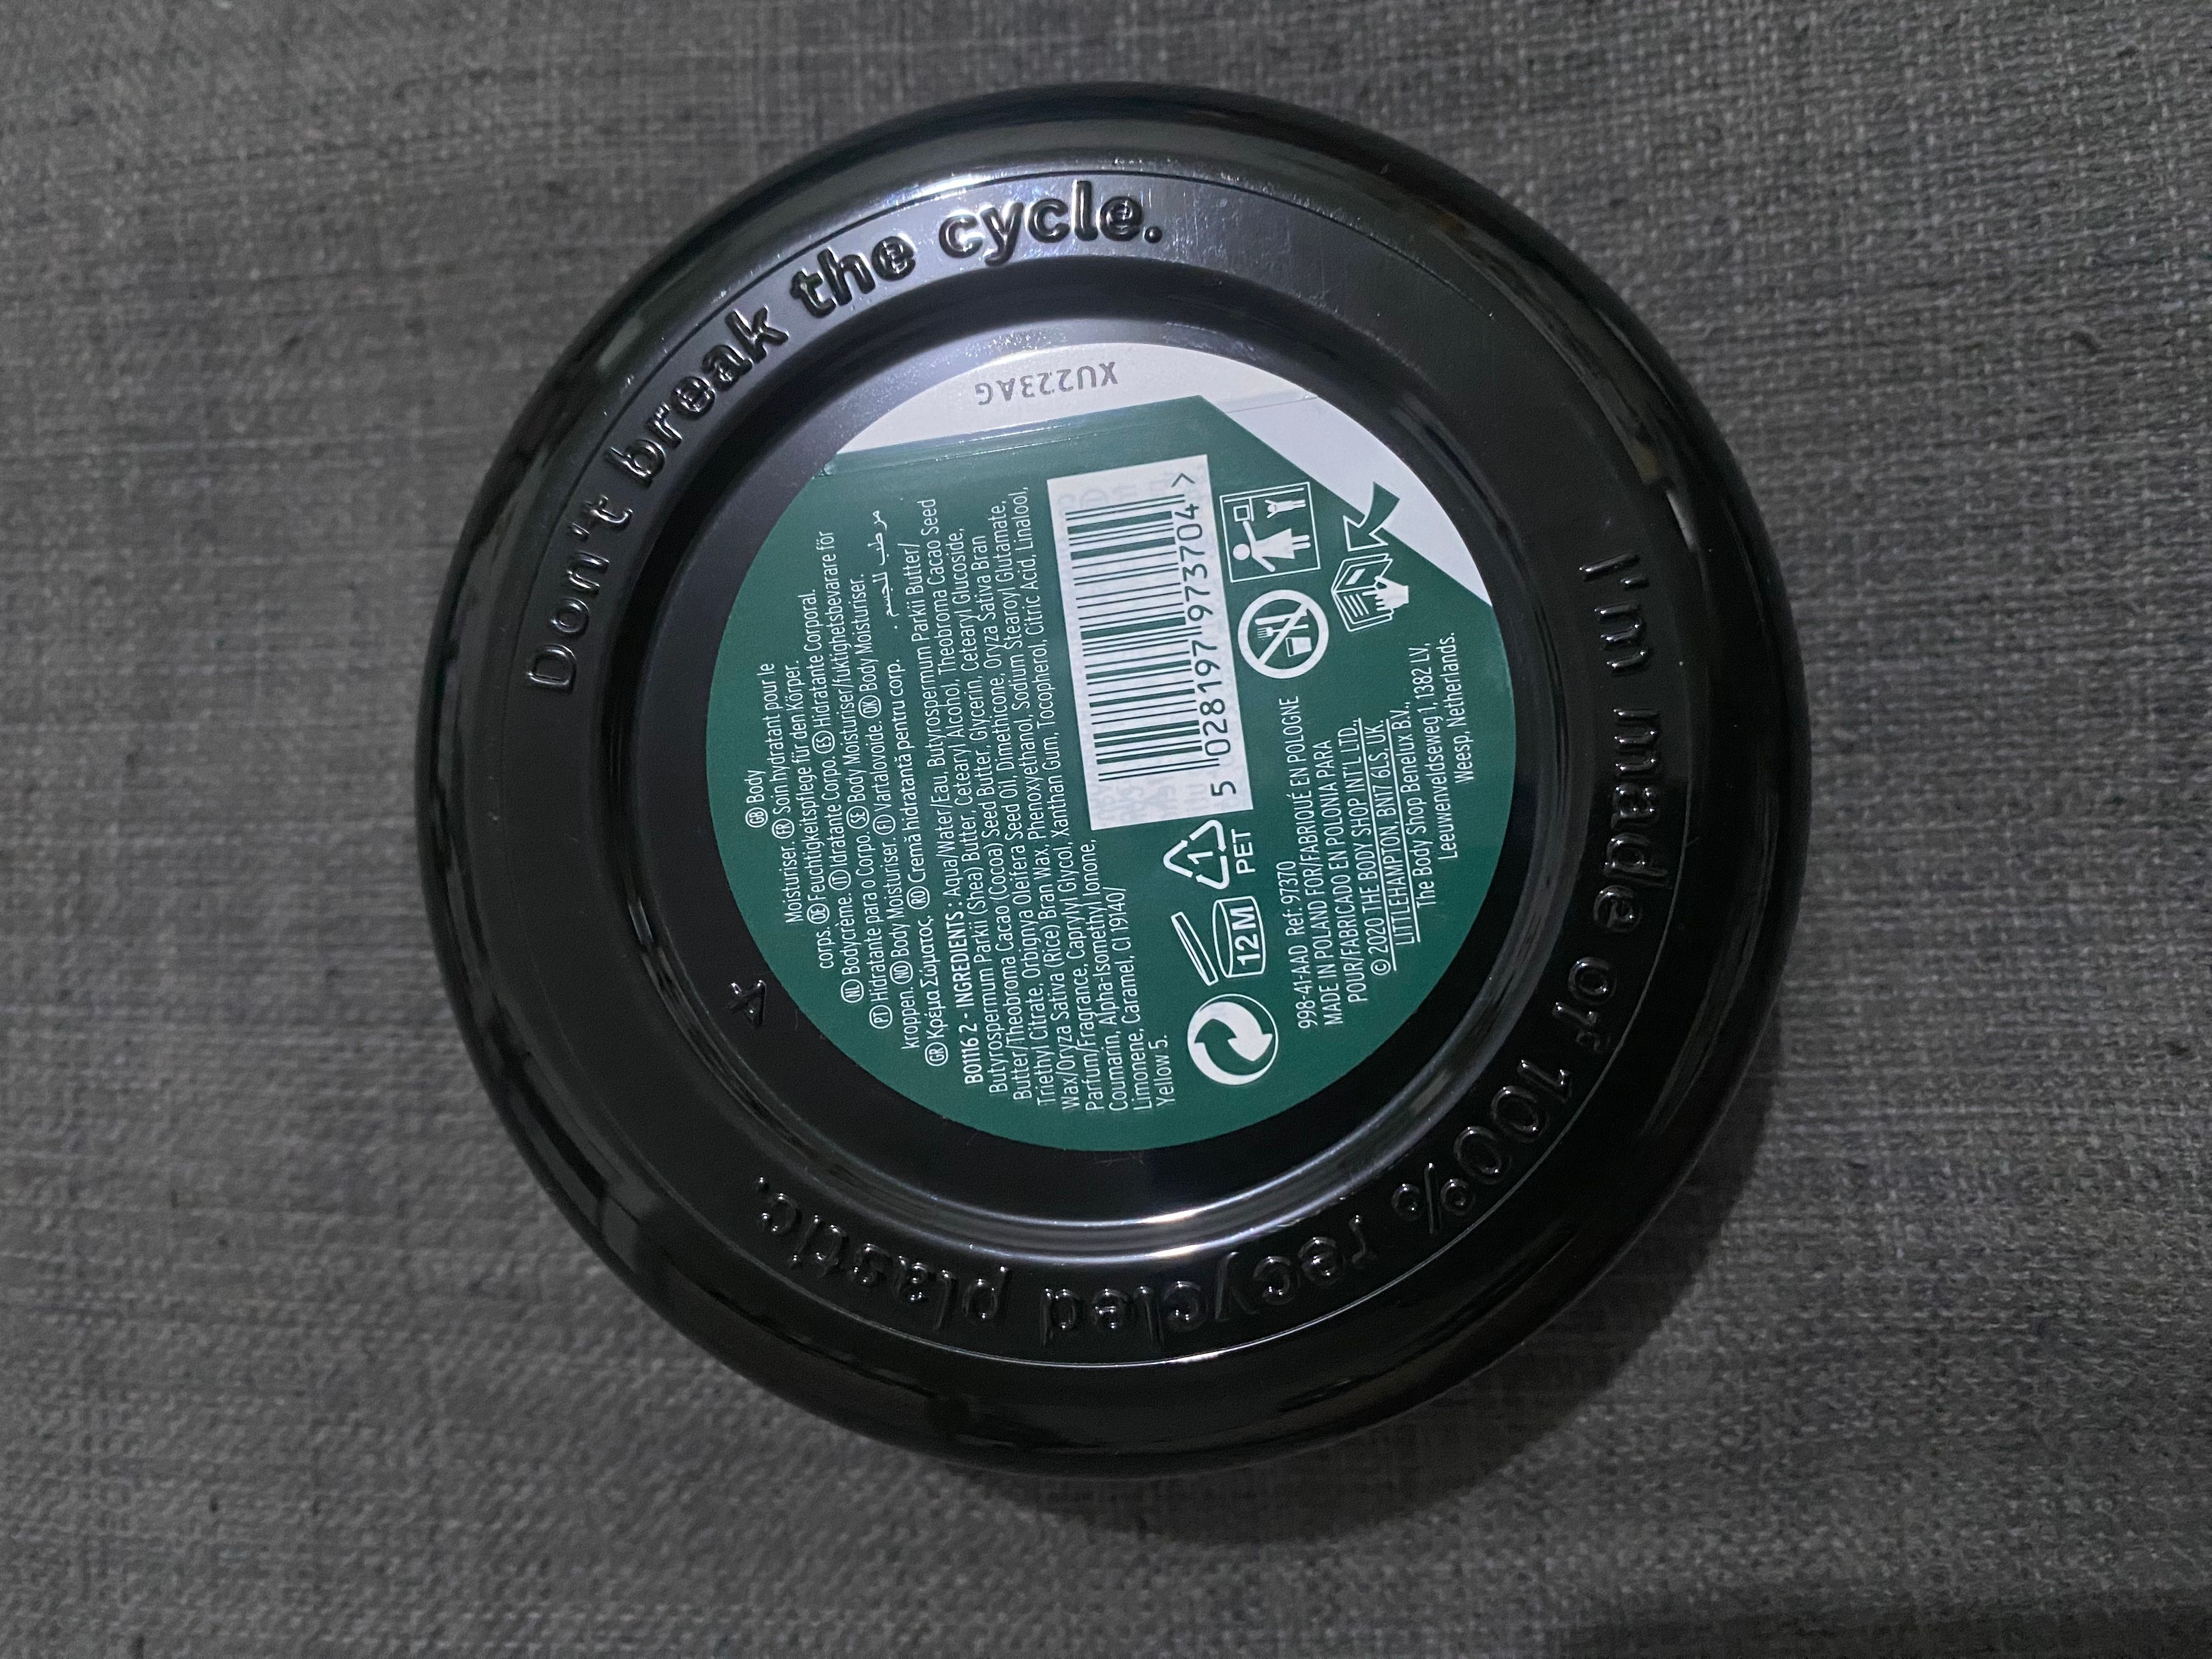 Don't break the cycle.
XU223AG
GB Body
Moisturiser. FR Soin hydratant pour le
corps. DE Feuchtigkeitspflege für den Körper.
NL Bodycrème. IT Idratante Corpo. ES Hidratante Corporal.
PT Hidratante para o Corpo. SE Body Moisturiser/fuktighetsbevarare för
kroppen. NO Body Moisturiser. FI Vartalovoide. DK Body Moisturiser.
GR Κρέμα Σώματος. RO Cremă hidratantă pentru corp. مرطب للجسم.
B01116 2 - INGREDIENTS : Aqua/Water/Eau, Butyrospermum Parkii Butter/
Butyrospermum Parkii (Shea) Butter, Cetearyl Alcohol, Theobroma Cacao Seed
Butter/Theobroma Cacao (Cocoa) Seed Butter, Glycerin, Cetearyl Glucoside,
Triethyl Citrate, Orbignya Oleifera Seed Oil, Dimethicone, Oryza Sativa Bran
Wax/Oryza Sativa (Rice) Bran Wax, Phenoxyethanol, Sodium Stearoyl Glutamate,
Parfum/Fragrance, Caprylyl Glycol, Xanthan Gum, Tocopherol, Citric Acid, Linalool,
Coumarin, Alpha-Isomethyl Ionone,
Limonene, Caramel, CI 19140/
Yellow 5.
5 028197 973704 >
12M
1
PET
998-41-AAD Ref: 97370
MADE IN POLAND FOR/FABRIQUÉ EN POLOGNE
POUR/FABRICADO EN POLONIA PARA
© 2020 THE BODY SHOP INT'L LTD.,
LITTLEHAMPTON, BN17 6LS, UK.
The Body Shop Benelux B.V.,
Leeuwenveldseweg 1, 1382 LV,
Weesp, Netherlands.
4
I'm made of 100% recycled plastic.